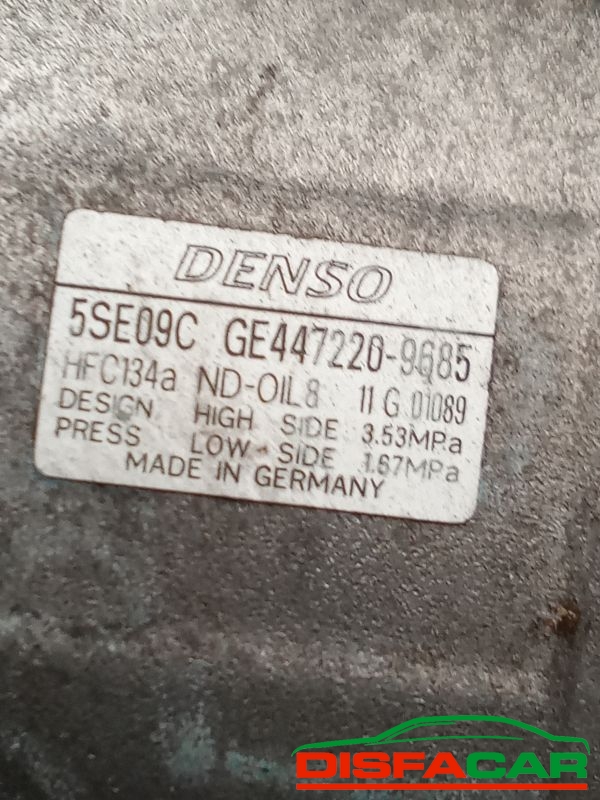 DENSO
5SE09C GE447220-9685
HFC134a ND-OIL8 11 G 01089
DESIGN HIGH SIDE 3.53MPa
PRESS LOW SIDE 1.67MPa
MADE IN GERMANY
DISFACAR